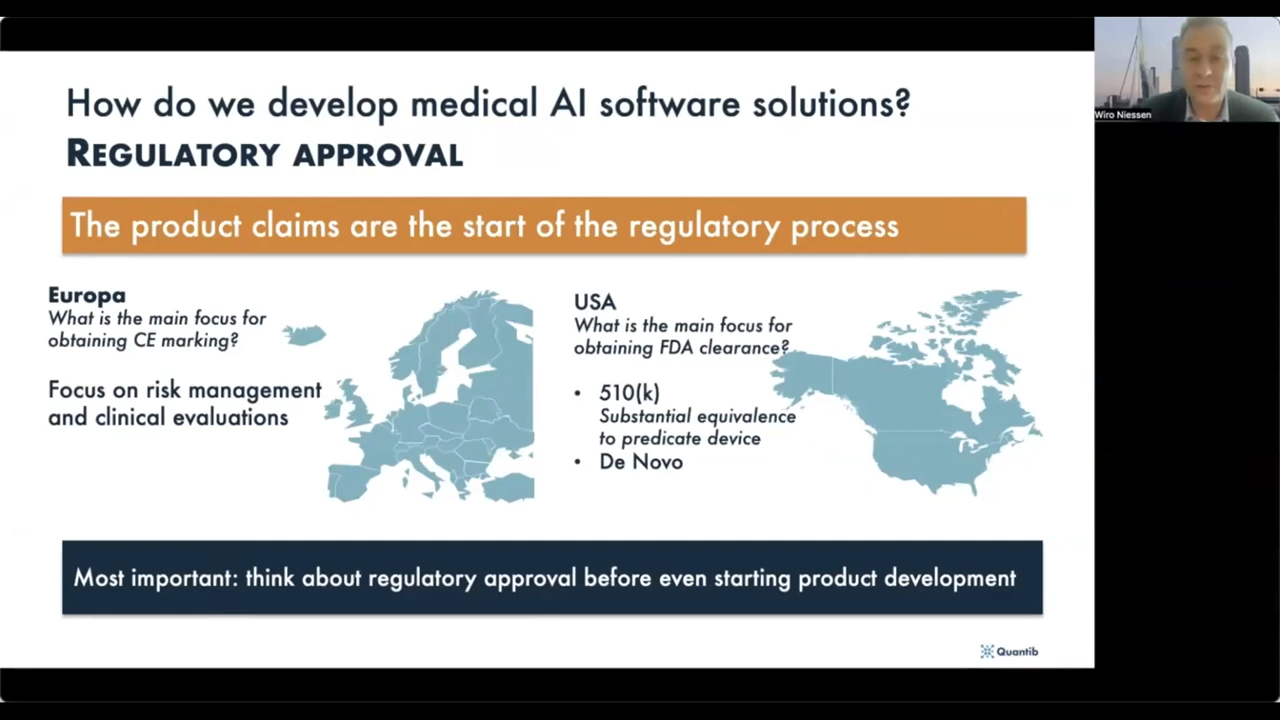 How do we develop medical AI software solutions?
REGULATORY APPROVAL
The product claims are the start of the regulatory process
Europa
What is the main focus for
obtaining CE marking?
Focus on risk management
and clinical evaluations
USA
What is the main focus for
obtaining FDA clearance?
• 510(k)
Substantial equivalence
to predicate device
• De Novo
Most important: think about regulatory approval before even starting product development
Quantib
Wiro Niessen